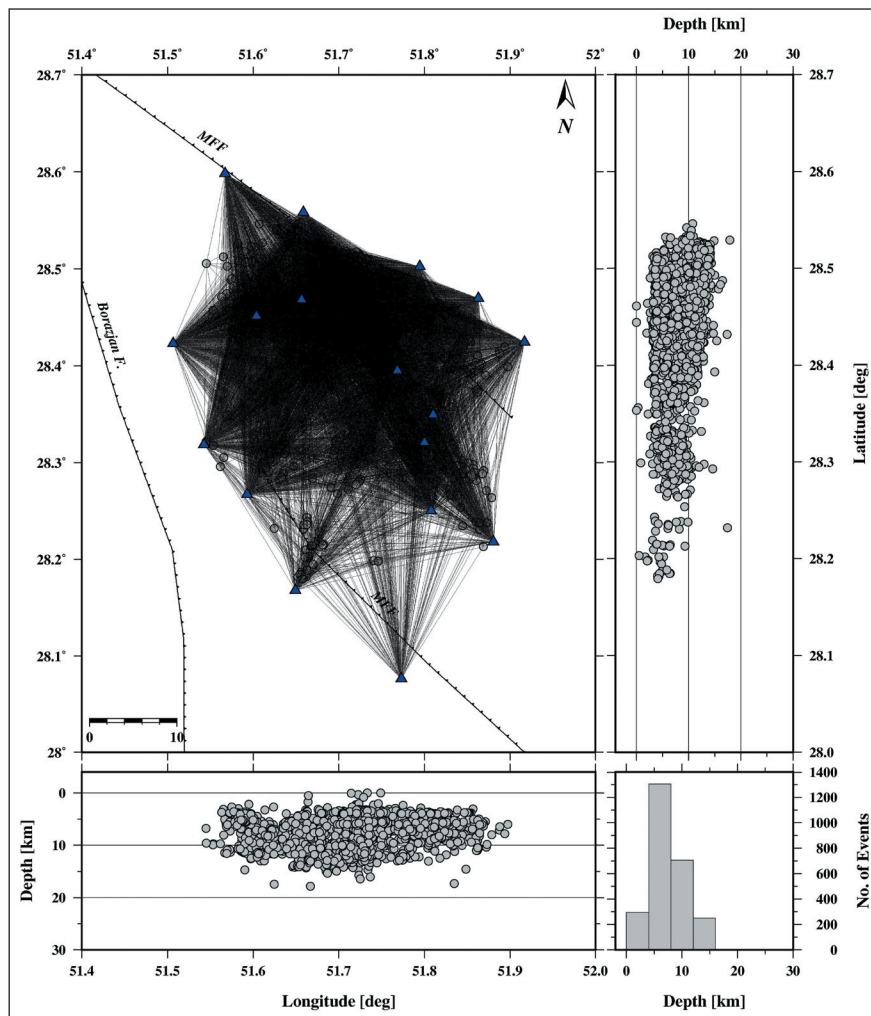 Depth [km]
51.4˚ 51.5˚ 51.6˚ 51.7˚ 51.8˚ 51.9˚ 52˚
0 10 20 30
28.7˚
28.6˚
28.5˚
28.4˚
28.3˚
28.2˚
28.1˚
28˚
MFF
N
Borazjan F.
MFF
0 10
28.7
28.6
28.5
28.4
28.3
28.2
28.1
28.0
Latitude [deg]
0
10
20
30
Depth [km]
51.4 51.5 51.6 51.7 51.8 51.9 52.0
Longitude [deg]
1400
1200
1000
800
600
400
200
0
No. of Events
0 10 20 30
Depth [km]